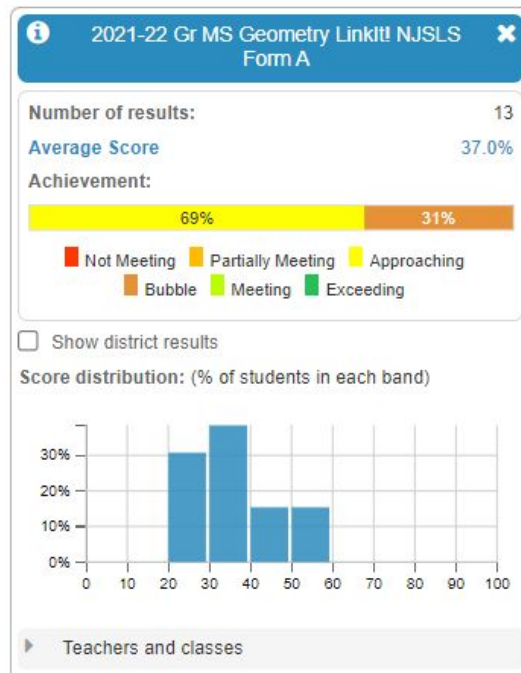 2021-22 Gr MS Geometry LinkIt! NJSLS
Form A
Number of results: 13
Average Score 37.0%
Achievement:
69% 31%
Not Meeting Partially Meeting Approaching
Bubble Meeting Exceeding
Show district results
Score distribution: (% of students in each band)
30%
20%
10%
0%
0 10 20 30 40 50 60 70 80 90 100
Teachers and classes